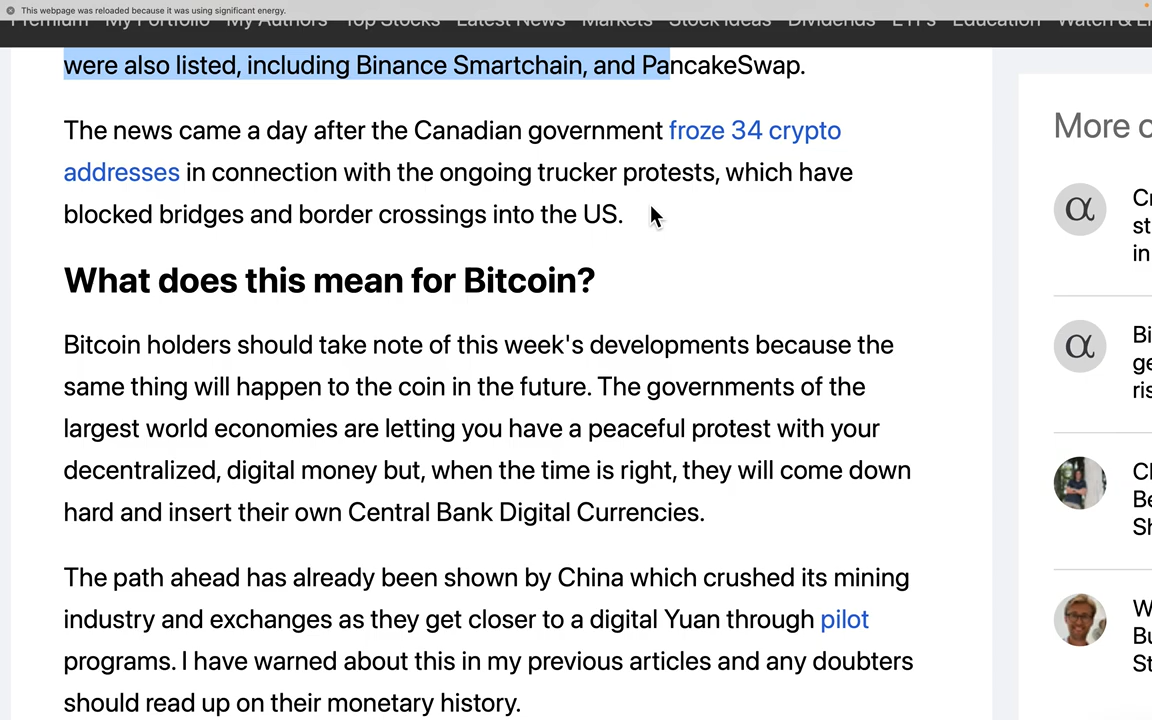 This webpage was reloaded because it was using significant energy.
Premium My Portfolio My Authors Top Stocks Latest News Markets Stock Ideas Dividends ETFs Education Watch & Li
were also listed, including Binance Smartchain, and PancakeSwap.
The news came a day after the Canadian government froze 34 crypto
addresses in connection with the ongoing trucker protests, which have
blocked bridges and border crossings into the US.
What does this mean for Bitcoin?
Bitcoin holders should take note of this week's developments because the
same thing will happen to the coin in the future. The governments of the
largest world economies are letting you have a peaceful protest with your
decentralized, digital money but, when the time is right, they will come down
hard and insert their own Central Bank Digital Currencies.
The path ahead has already been shown by China which crushed its mining
industry and exchanges as they get closer to a digital Yuan through pilot
programs. I have warned about this in my previous articles and any doubters
should read up on their monetary history.
More
α
st
in
α
Bi
ge
ris
Be
Sh
W
Bu
St